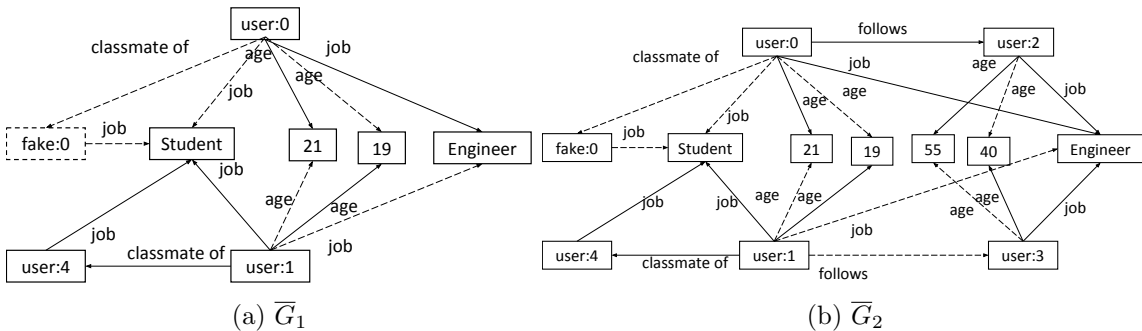 user:0
classmate of
age
job
age
job
fake:0
job
Student
21
19
Engineer
job
age
age
job
job
user:4
classmate of
user:1
(a) G̅₁
user:0
follows
user:2
classmate of
job
age
age
age
job
age
job
fake:0
job
Student
21
19
55
40
Engineer
job
job
age
age
age
age
job
job
user:4
classmate of
user:1
follows
user:3
(b) G̅₂